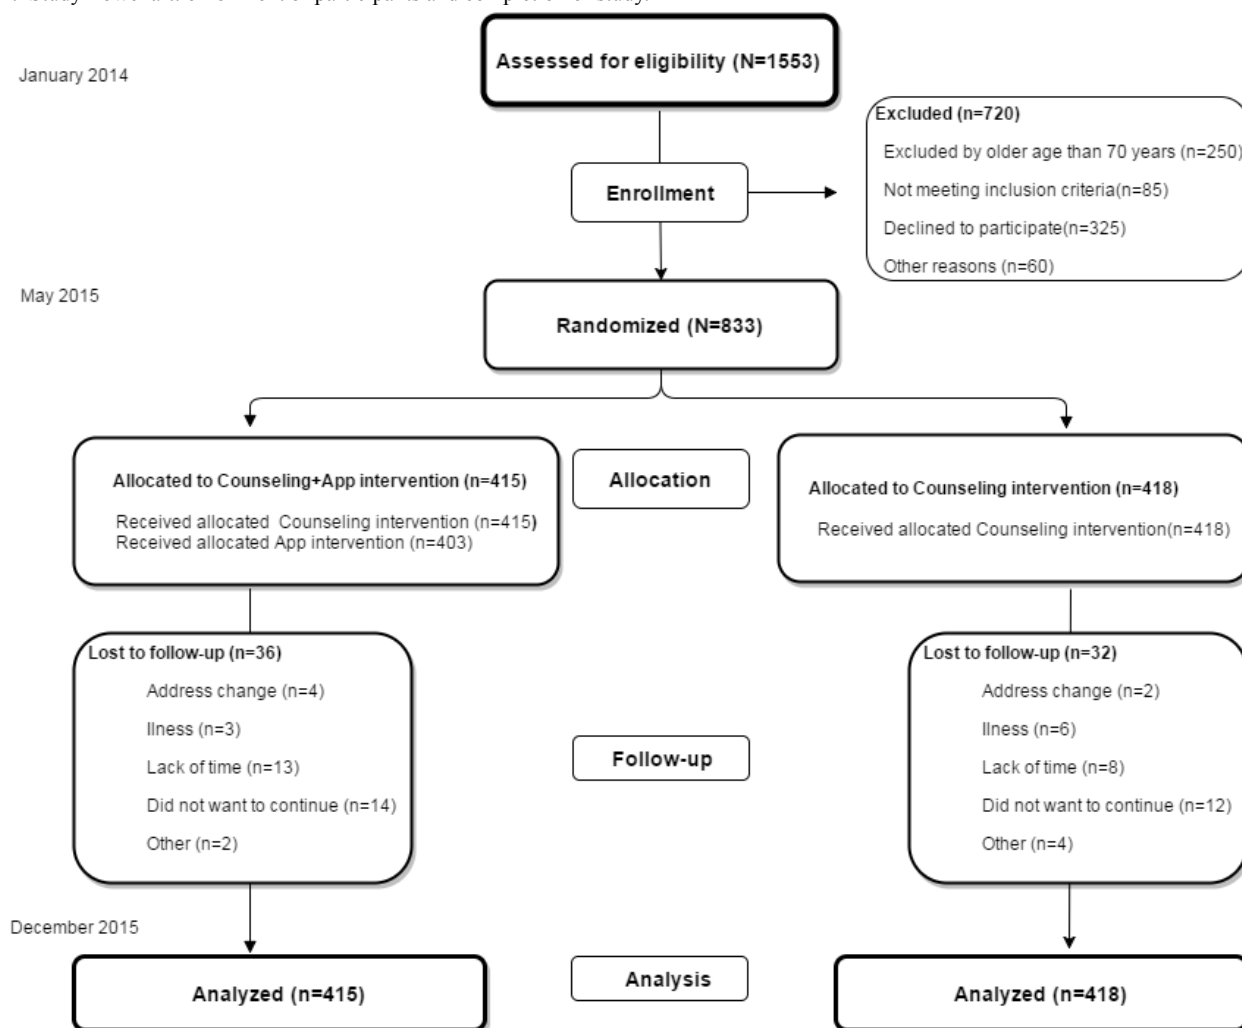 January 2014
Assessed for eligibility (N=1553)
Excluded (n=720)
Excluded by older age than 70 years (n=250)
Not meeting inclusion criteria(n=85)
Declined to participate(n=325)
Other reasons (n=60)
Enrollment
May 2015
Randomized (N=833)
Allocated to Counseling+App intervention (n=415)
Received allocated Counseling intervention (n=415)
Received allocated App intervention (n=403)
Allocation
Allocated to Counseling intervention (n=418)
Received allocated Counseling intervention(n=418)
Lost to follow-up (n=36)
Address change (n=4)
Ilness (n=3)
Lack of time (n=13)
Did not want to continue (n=14)
Other (n=2)
Follow-up
Lost to follow-up (n=32)
Address change (n=2)
Ilness (n=6)
Lack of time (n=8)
Did not want to continue (n=12)
Other (n=4)
December 2015
Analyzed (n=415)
Analysis
Analyzed (n=418)